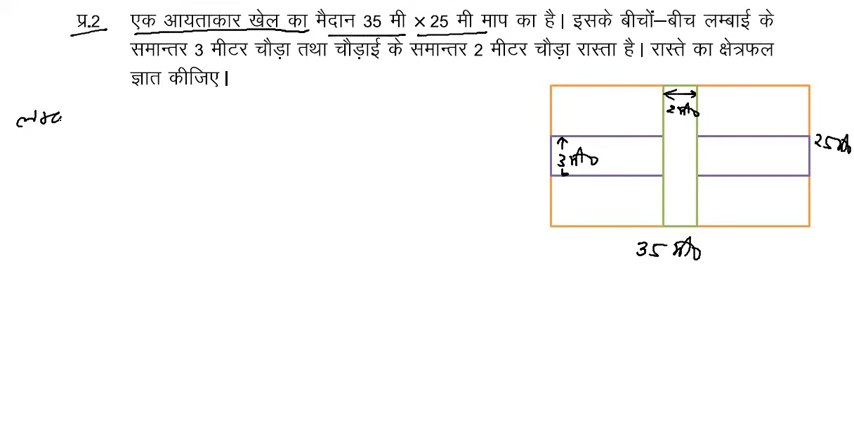 प्र.2 एक आयताकार खेल का मैदान 35 मी × 25 मी माप का है। इसके बीचों–बीच लम्बाई के
समान्तर 3 मीटर चौड़ा तथा चौड़ाई के समान्तर 2 मीटर चौड़ा रास्ता है। रास्ते का क्षेत्रफल
ज्ञात कीजिए।
2 मी०
25 मी०
3 मी०
35 मी०